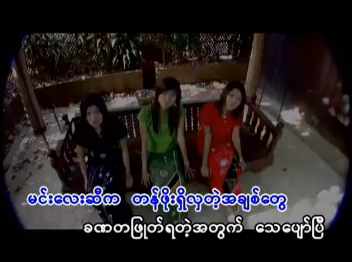 မင်းလေးဆီက တန်ဖိုးရှိလှတဲ့အချစ်တွေ
ခဏတဖြုတ်ရတဲ့အတွက် သေပျော်ပြီ